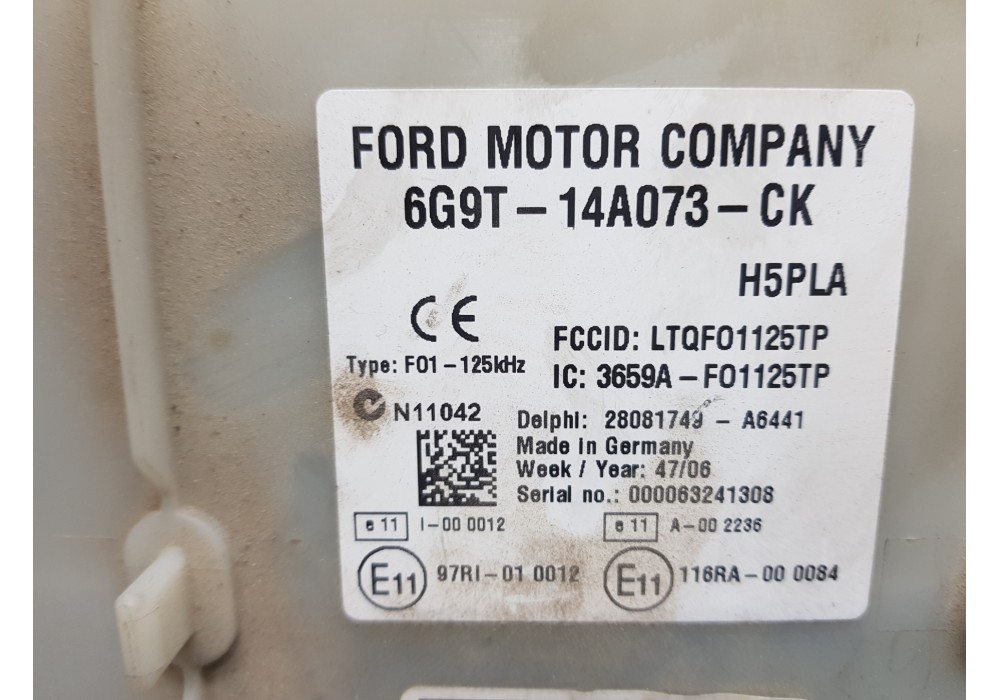 FORD MOTOR COMPANY
6G9T-14A073-CK
H5PLA
CE
FCCID: LTQFO1125TP
Type: F01-125kHz
IC: 3659A-FO1125TP
N11042
Delphi: 28081749 - A6441
Made in Germany
Week / Year: 47/06
Serial no.: 000063241308
e 11 I-00 0012
e 11 A-00 2236
E11 97RI-01 0012
E11 116RA-00 0084